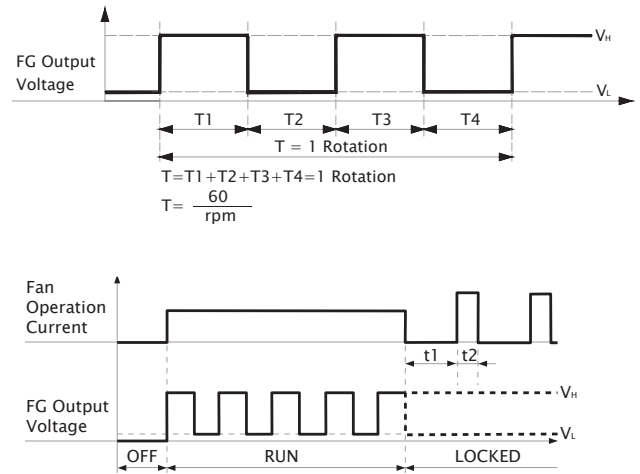 FG Output
Voltage
VH
VL
T1 T2 T3 T4
T = 1 Rotation
T=T1+T2+T3+T4=1 Rotation
T= 60
rpm
Fan
Operation
Current
t1 t2
FG Output
Voltage
VH
VL
OFF RUN LOCKED